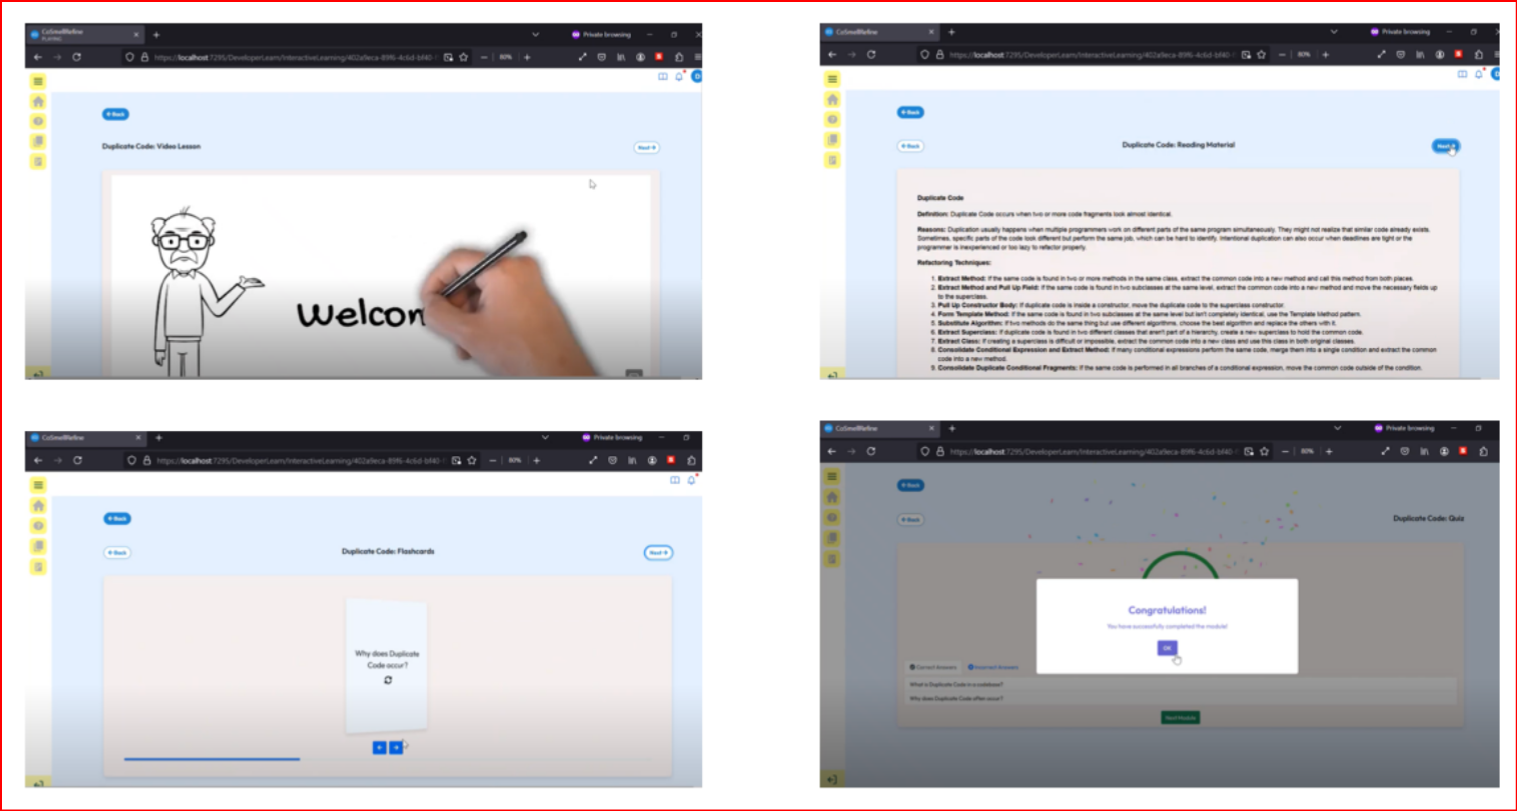 CoSmellRefine
PLAYING
Private browsing
https://localhost:7295/DeveloperLearn/InteractiveLearning/402a9eca-89f6-4c6d-bf40-
80%
Back
Duplicate Code: Video Lesson
Next
Welcom
CoSmellRefine
Private browsing
https://localhost:7295/DeveloperLearn/InteractiveLearning/402a9eca-89f6-4c6d-bf40-
80%
Back
Back
Duplicate Code: Reading Material
Next
Duplicate Code
Definition: Duplicate Code occurs when two or more code fragments look almost identical.
Reasons: Duplication usually happens when multiple programmers work on different parts of the same program simultaneously. They might not realize that similar code already exists.
Sometimes, specific parts of the code look different but perform the same job, which can be hard to identify. Intentional duplication can also occur when deadlines are tight or the
programmer is inexperienced or too lazy to refactor properly.
Refactoring Techniques:
1. Extract Method: If the same code is found in two or more methods in the same class, extract the common code into a new method and call this method from both places.
2. Extract Method and Pull Up Field: If the same code is found in two subclasses at the same level, extract the common code into a new method and move the necessary fields up
to the superclass.
3. Pull Up Constructor Body: If duplicate code is inside a constructor, move the duplicate code to the superclass constructor.
4. Form Template Method: If the same code is found in two subclasses at the same level but isn't completely identical, use the Template Method pattern.
5. Substitute Algorithm: If two methods do the same thing but use different algorithms, choose the best algorithm and replace the others with it.
6. Extract Superclass: If duplicate code is found in two different classes that aren't part of a hierarchy, create a new superclass to hold the common code.
7. Extract Class: If creating a superclass is difficult or impossible, extract the common code into a new class and use this class in both original classes.
8. Consolidate Conditional Expression and Extract Method: If many conditional expressions perform the same code, merge them into a single condition and extract the common
code into a new method.
9. Consolidate Duplicate Conditional Fragments: If the same code is performed in all branches of a conditional expression, move the common code outside of the condition.
CoSmellRefine
Private browsing
https://localhost:7295/DeveloperLearn/InteractiveLearning/402a9eca-89f6-4c6d-bf40-
80%
Back
Back
Duplicate Code: Flashcards
Next
Why does Duplicate
Code occur?
CoSmellRefine
Private browsing
https://localhost:7295/DeveloperLearn/InteractiveLearning/402a9eca-89f6-4c6d-bf40-
80%
Back
Back
Duplicate Code: Quiz
Congratulations!
You have successfully completed the module!
OK
Correct Answers
Incorrect Answers
What is Duplicate Code in a codebase?
Why does Duplicate Code often occur?
Next Module